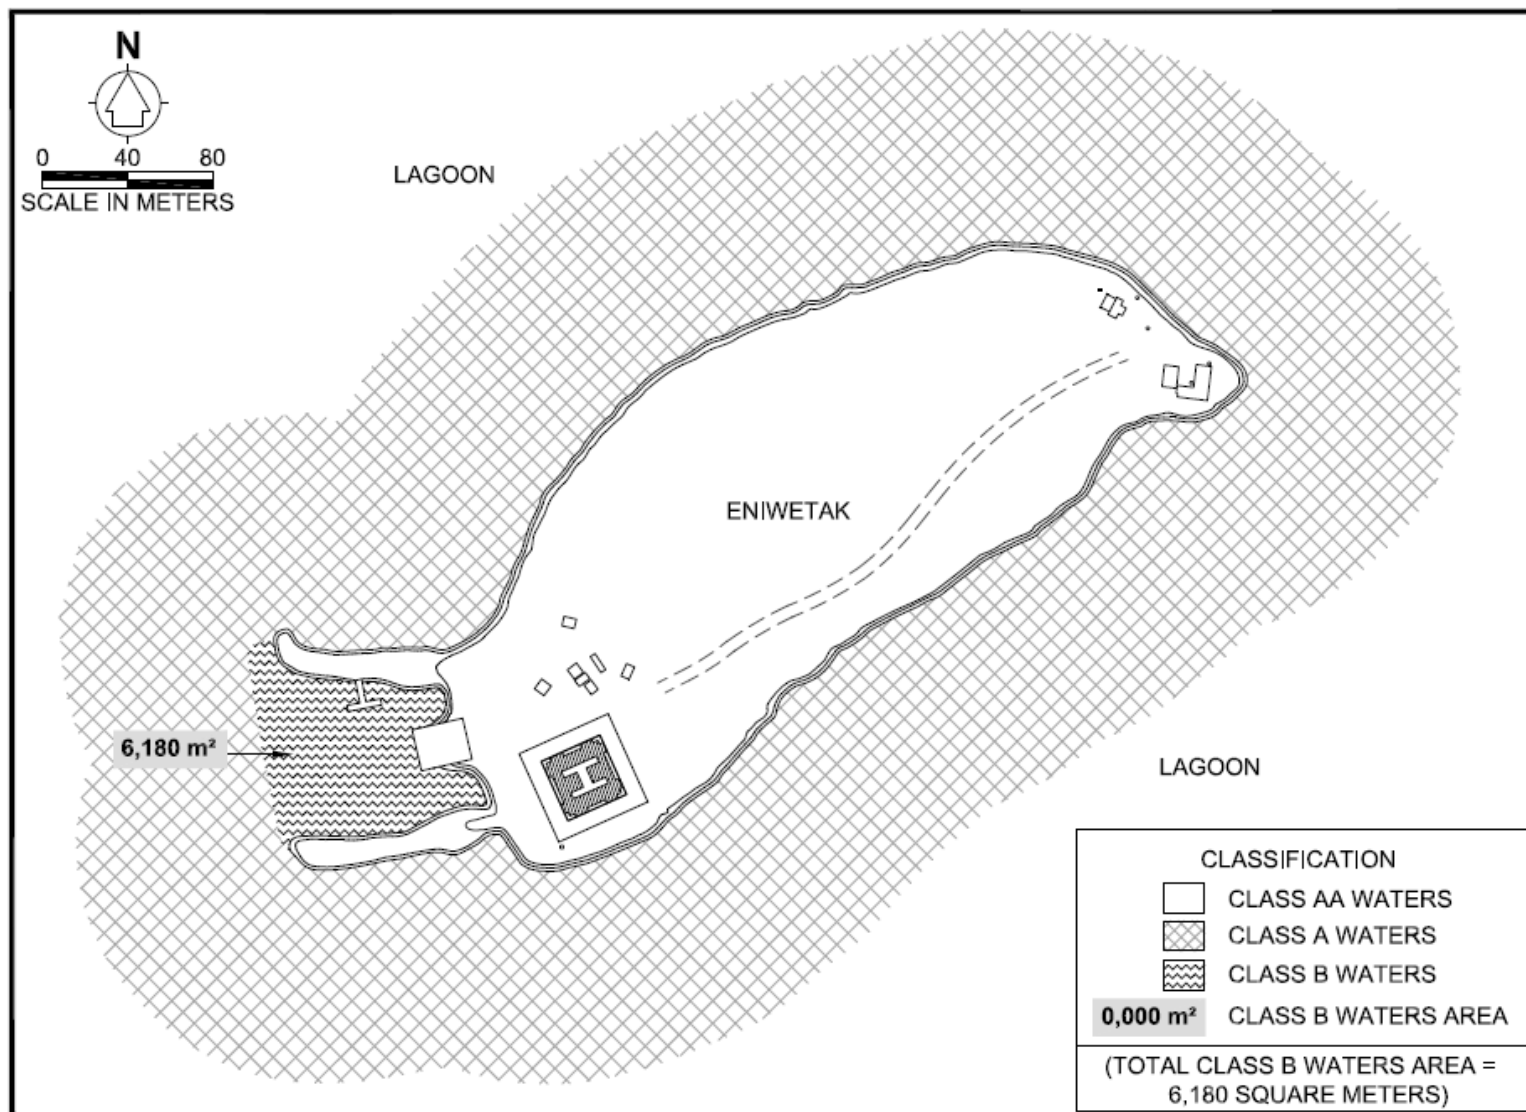 N
0 40 80
SCALE IN METERS
LAGOON
ENIWETAK
6,180 m²
H
LAGOON
CLASSIFICATION
CLASS AA WATERS
CLASS A WATERS
CLASS B WATERS
0,000 m² CLASS B WATERS AREA
(TOTAL CLASS B WATERS AREA =
6,180 SQUARE METERS)